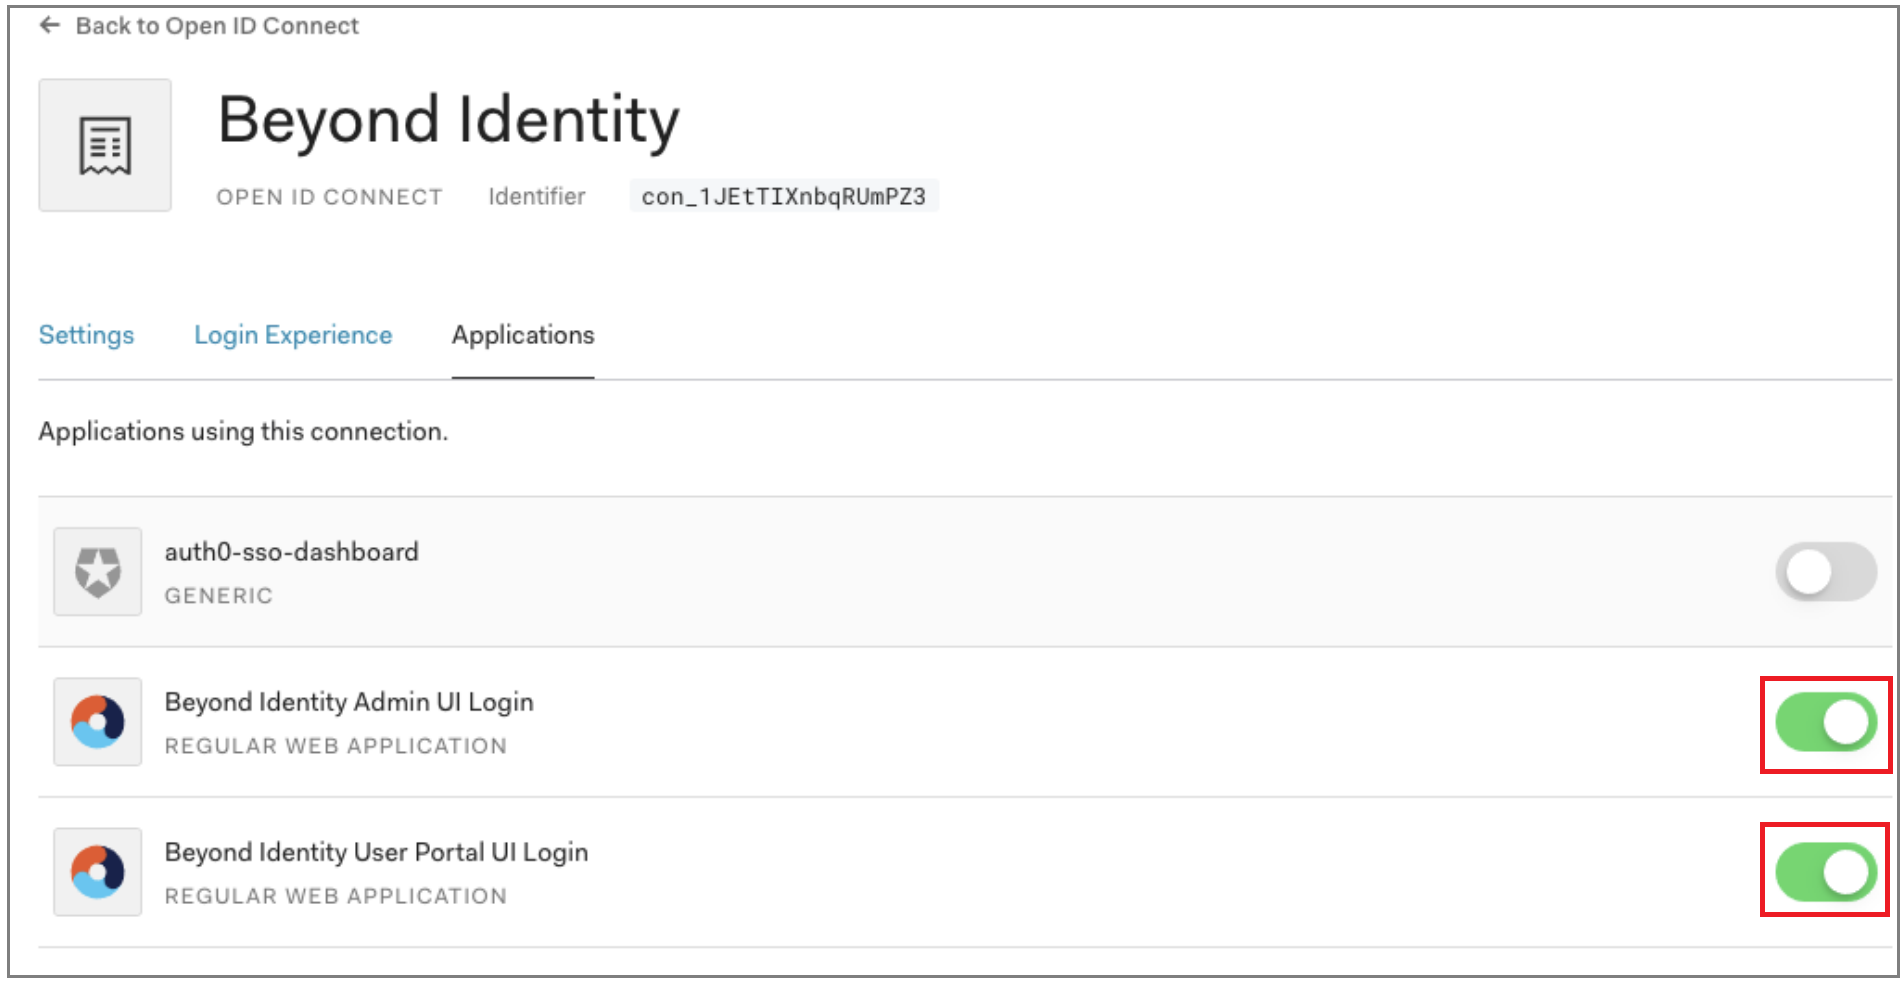 ← Back to Open ID Connect
Beyond Identity
OPEN ID CONNECT Identifier con_1JEtTIXnbqRUmPZ3
Settings Login Experience Applications
Applications using this connection.
auth0-sso-dashboard
GENERIC
Beyond Identity Admin UI Login
REGULAR WEB APPLICATION
Beyond Identity User Portal UI Login
REGULAR WEB APPLICATION